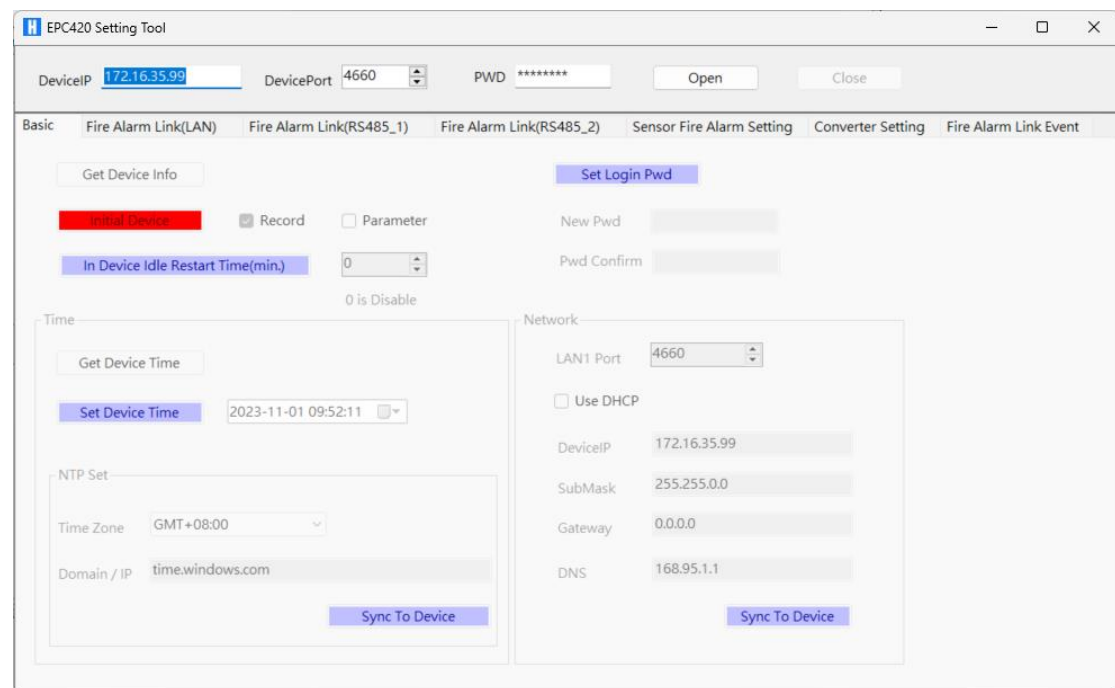 EPC420 Setting Tool
DeviceIP 172.16.35.99 DevicePort 4660 PWD ******** Open Close
Basic Fire Alarm Link(LAN) Fire Alarm Link(RS485_1) Fire Alarm Link(RS485_2) Sensor Fire Alarm Setting Converter Setting Fire Alarm Link Event
Get Device Info Set Login Pwd
Initial Device Record Parameter New Pwd
In Device Idle Restart Time(min.) 0 Pwd Confirm
0 is Disable
Time
Get Device Time
Set Device Time 2023-11-01 09:52:11
NTP Set
Time Zone GMT+08:00
Domain / IP time.windows.com
Sync To Device
Network
LAN1 Port 4660
Use DHCP
DeviceIP 172.16.35.99
SubMask 255.255.0.0
Gateway 0.0.0.0
DNS 168.95.1.1
Sync To Device